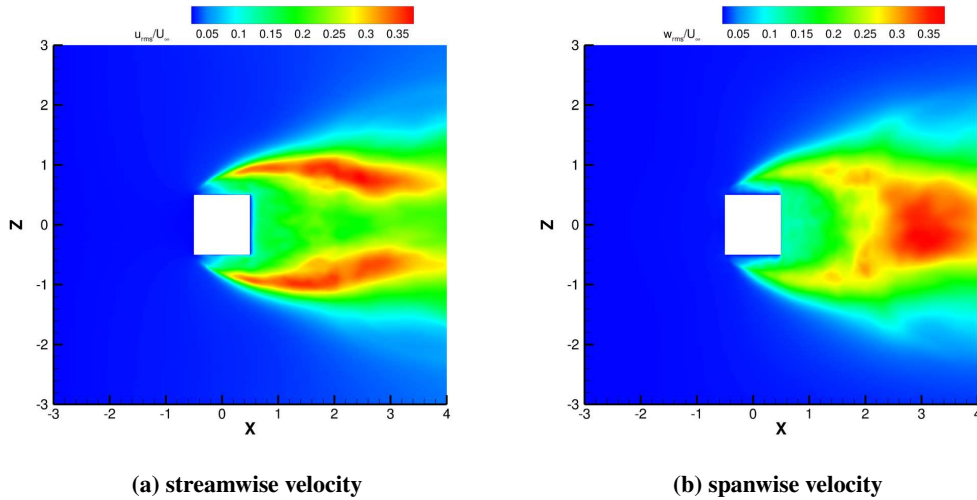 u_rms/U_∞ 0.05 0.1 0.15 0.2 0.25 0.3 0.35
3
2
1
0
-1
-2
-3
Z
-3 -2 -1 0 1 2 3 4
X
(a) streamwise velocity
w_rms/U_∞ 0.05 0.1 0.15 0.2 0.25 0.3 0.35
3
2
1
0
-1
-2
-3
Z
-3 -2 -1 0 1 2 3 4
X
(b) spanwise velocity